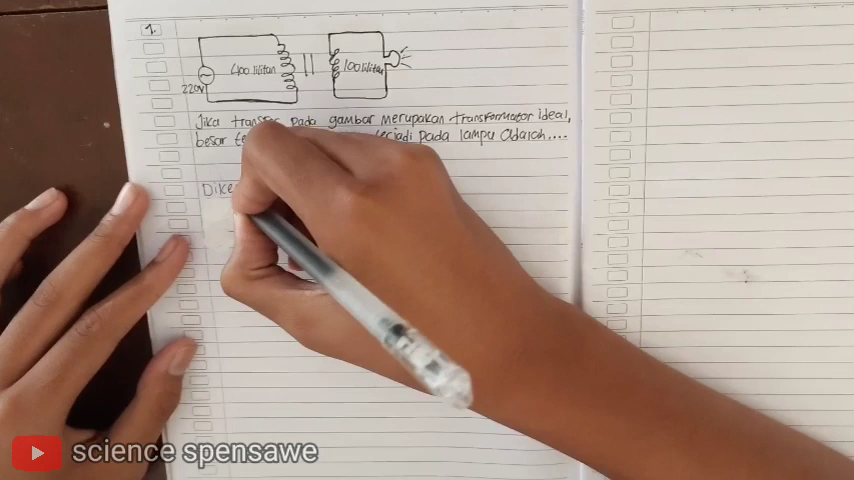 1.
400 lilitan
100 lilitan
220V
Jika transfor pada gambar merupakan transformator ideal,
besar terjadi pada lampu adalah....
Dike
science spensawe